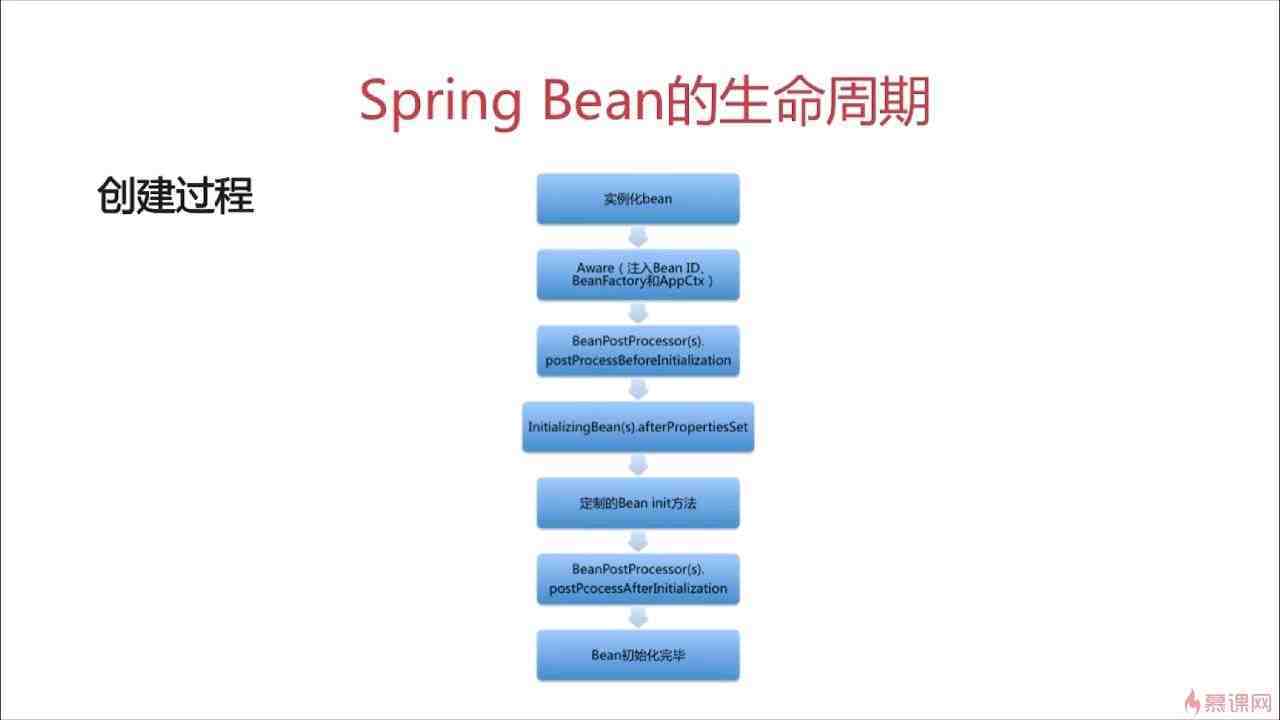 Spring Bean的生命周期
创建过程
实例化bean
Aware（注入Bean ID、
BeanFactory和AppCtx）
BeanPostProcessor(s).
postProcessBeforeInitialization
InitializingBean(s).afterPropertiesSet
定制的Bean init方法
BeanPostProcessor(s).
postPcocessAfterInitialization
Bean初始化完毕
慕课网